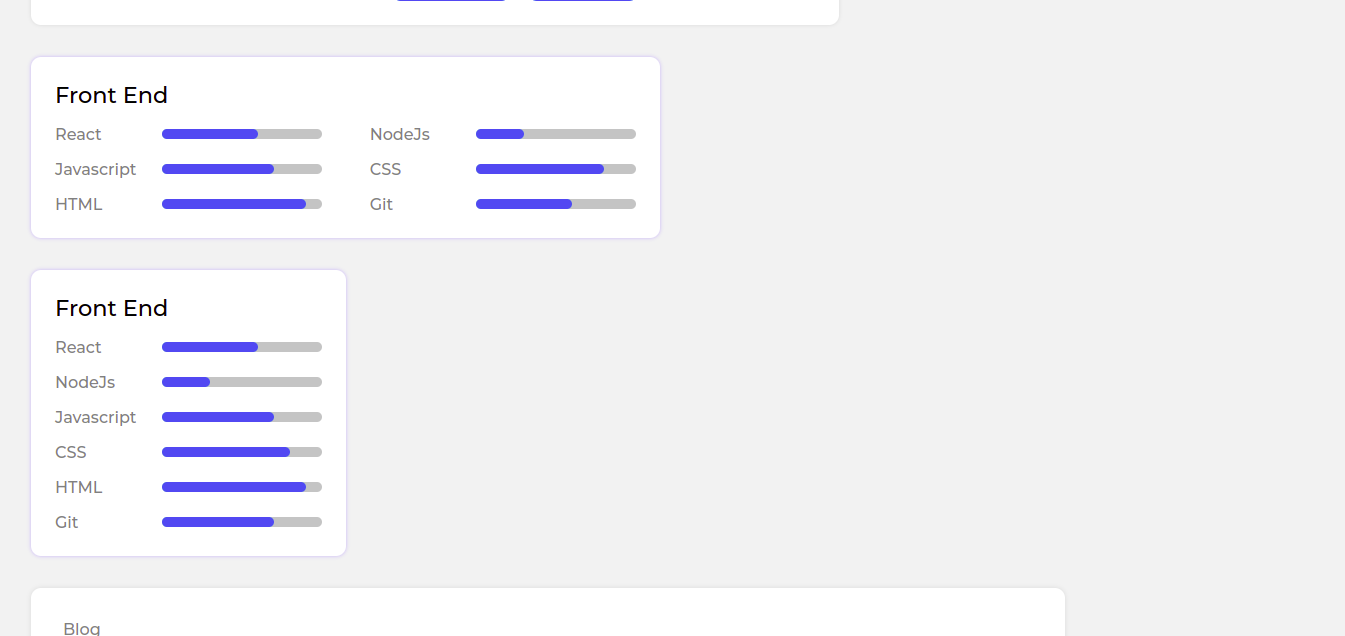 Front End
React NodeJs
Javascript CSS
HTML Git
Front End
React
NodeJs
Javascript
CSS
HTML
Git
Blog